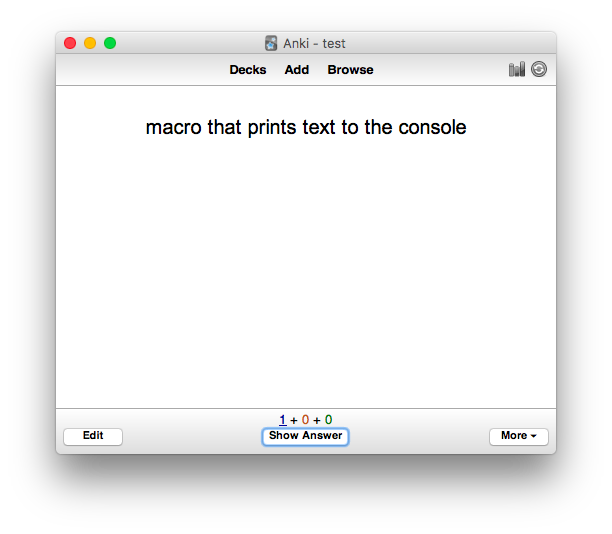 Anki - test
Decks Add Browse
macro that prints text to the console
1 + 0 + 0
Edit Show Answer More